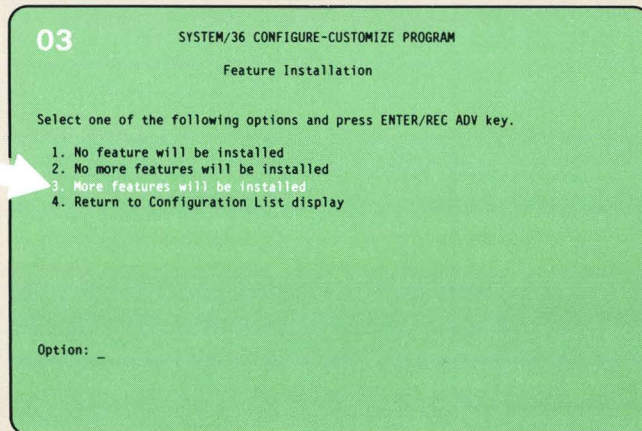 03
SYSTEM/36 CONFIGURE-CUSTOMIZE PROGRAM
Feature Installation
Select one of the following options and press ENTER/REC ADV key.
1. No feature will be installed
2. No more features will be installed
3. More features will be installed
4. Return to Configuration List display
Option: _